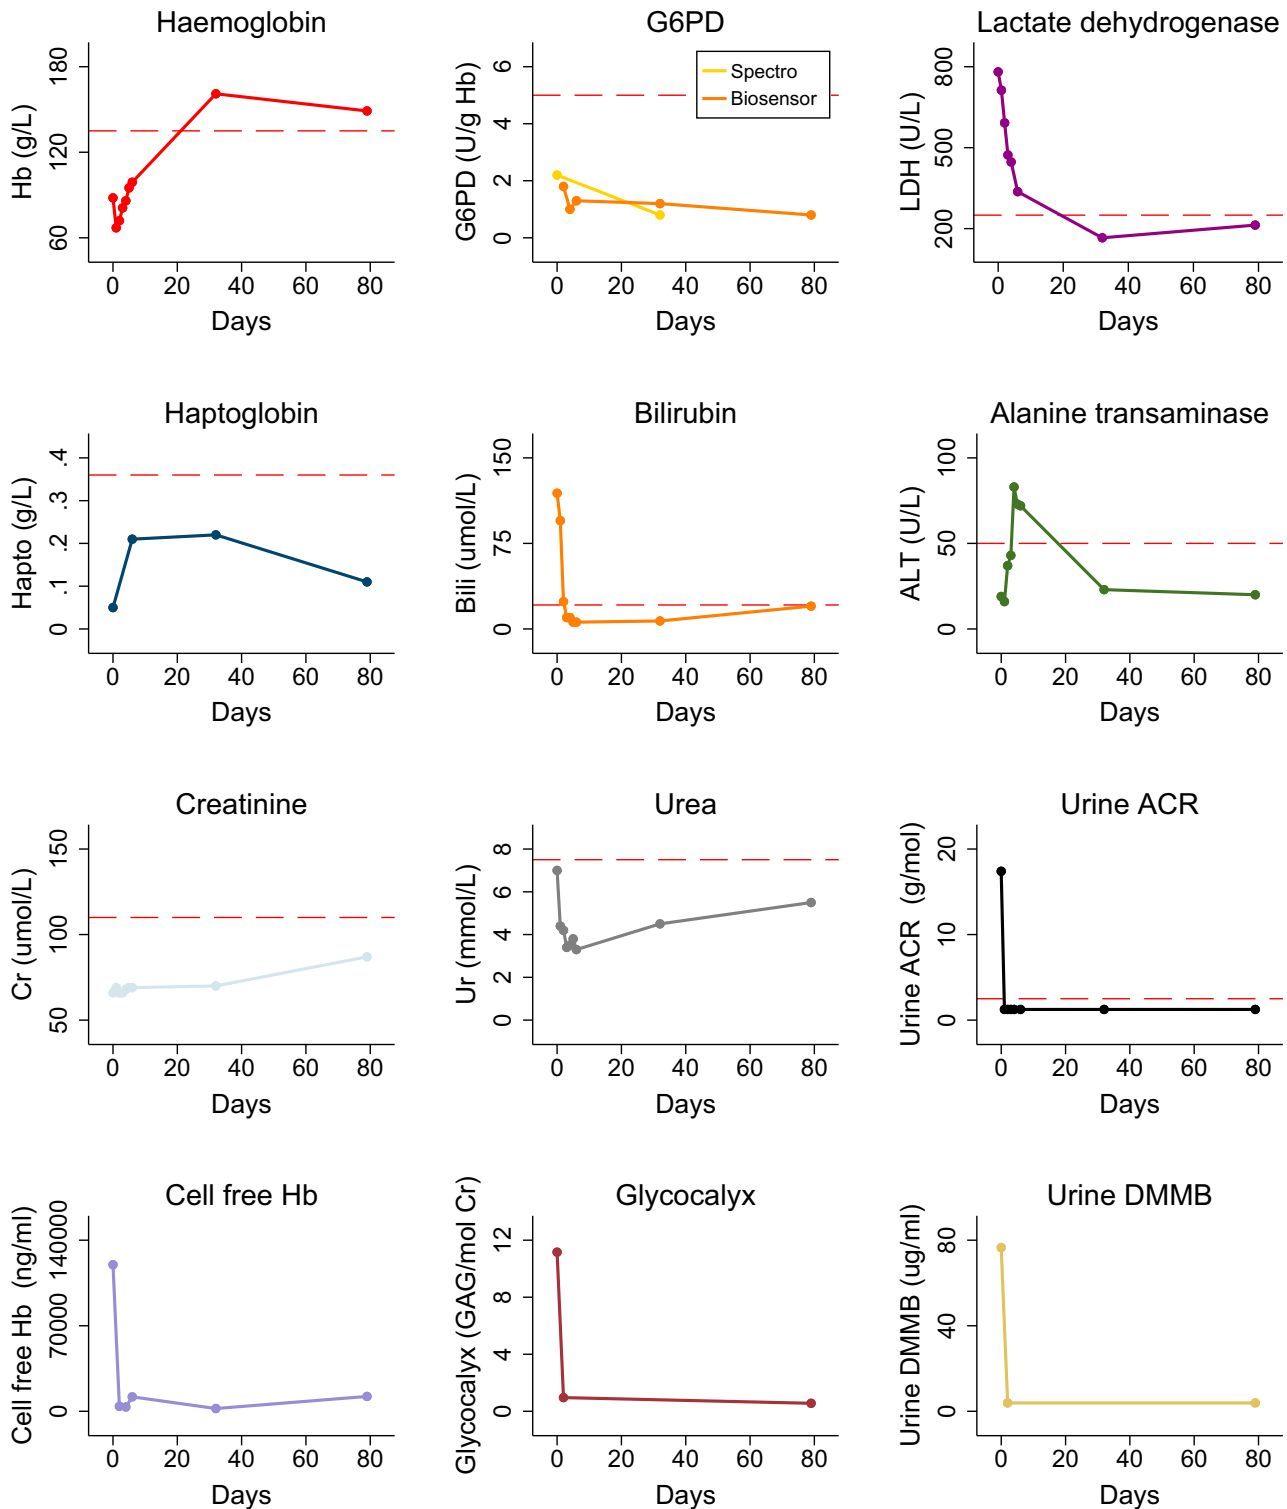 Haemoglobin
Hb (g/L)
180
120
60
0 20 40 60 80
Days
G6PD
G6PD (U/g Hb)
6
4
2
0
Spectro
Biosensor
0 20 40 60 80
Days
Lactate dehydrogenase
LDH (U/L)
800
500
200
0 20 40 60 80
Days
Haptoglobin
Hapto (g/L)
.4
.3
.2
.1
0
0 20 40 60 80
Days
Bilirubin
Bili (umol/L)
150
75
0
0 20 40 60 80
Days
Alanine transaminase
ALT (U/L)
100
50
0
0 20 40 60 80
Days
Creatinine
Cr (umol/L)
150
100
50
0 20 40 60 80
Days
Urea
Ur (mmol/L)
8
6
4
2
0
0 20 40 60 80
Days
Urine ACR
Urine ACR (g/mol)
20
10
0
0 20 40 60 80
Days
Cell free Hb
Cell free Hb (ng/ml)
140000
70000
0
0 20 40 60 80
Days
Glycocalyx
Glycocalyx (GAG/mol Cr)
12
8
4
0
0 20 40 60 80
Days
Urine DMMB
Urine DMMB (ug/ml)
80
40
0
0 20 40 60 80
Days